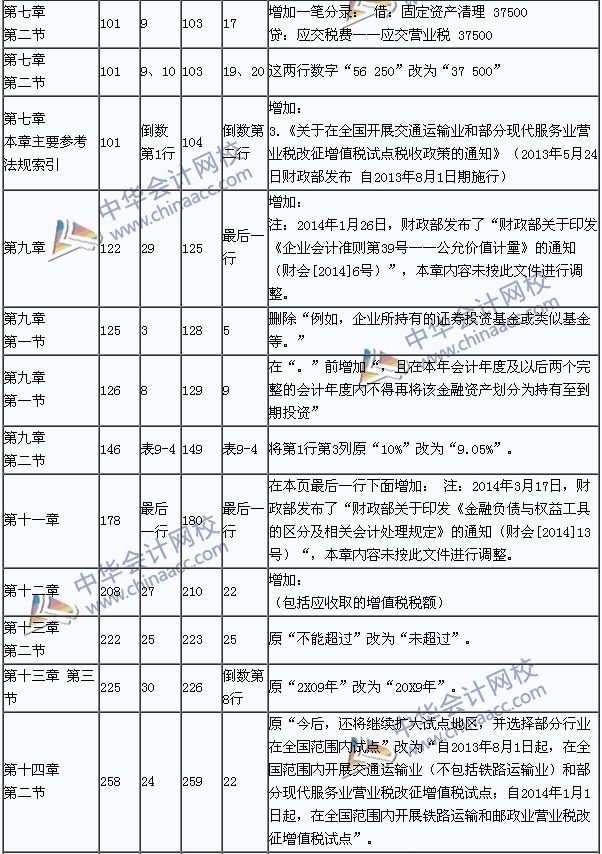 第七章
第二节
101
9
103
17
增加一笔分录： 借：固定资产清理 37500
贷：应交税费——应交营业税 37500
第七章
第二节
101
9、10
103
19、20
这两行数字“56 250”改为“37 500”
第七章
本章主要参考
法规索引
101
倒数
第1行
104
倒数第
二行
增加：
3.《关于在全国开展交通运输业和部分现代服务业营
业税改征增值税试点税收政策的通知》（2013年5月24
日财政部发布 自2013年8月1日期施行）
第九章
122
29
125
最后一
行
增加：
注：2014年1月26日，财政部发布了“财政部关于印发
《企业会计准则第39号——公允价值计量》的通知
（财会[2014]6号）”，本章内容未按此文件进行调
整。
第九章
第一节
125
3
128
5
删除“例如，企业所持有的证券投资基金或类似基金
等。”
第九章
第一节
126
8
129
9
在“。”前增加“，且在本年会计年度及以后两个完
整的会计年度内不得再将该金融资产划分为持有至到
期投资”
第九章
第二节
146
表9-4
149
表9-4
将第1行第3列原“10%”改为“9.05%”。
第十一章
178
最后
一行
180
最后一
行
在本页最后一行下面增加： 注：2014年3月17日，财
政部发布了“财政部关于印发《金融负债与权益工具
的区分及相关会计处理规定》的通知（财会[2014]13
号）“，本章内容未按此文件进行调整。
第十二章
208
27
210
22
增加：
（包括应收取的增值税税额）
第十三章
第二节
222
25
223
25
原“不能超过”改为“未超过”。
第十三章 第三
节
225
30
226
倒数第
8行
原“2X09年”改为“20X9年”。
第十四章
第二节
258
24
259
22
原“今后，还将继续扩大试点地区，并选择部分行业
在全国范围内试点”改为“自2013年8月1日起，在全
国范围内开展交通运输业（不包括铁路运输业）和部
分现代服务业营业税改征增值税试点；自2014年1月1
日起，在全国范围内开展铁路运输和邮政业营业税改
征增值税试点”。
中华会计网校
www.chinaacc.com
中华会计网校
www.chinaacc.com
中华会计网校
www.chinaacc.com
中华会计网校
www.chinaacc.com